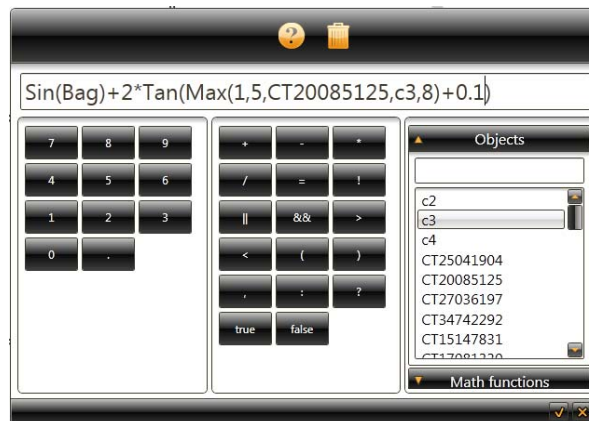 ?
Sin(Bag)+2*Tan(Max(1,5,CT20085125,c3,8)+0.1)
7 8 9
4 5 6
1 2 3
0 .
+ - *
/ = !
|| && >
< ( )
, : ?
true false
Objects
c2
c3
c4
CT25041904
CT20085125
CT27036197
CT34742292
CT15147831
Math functions